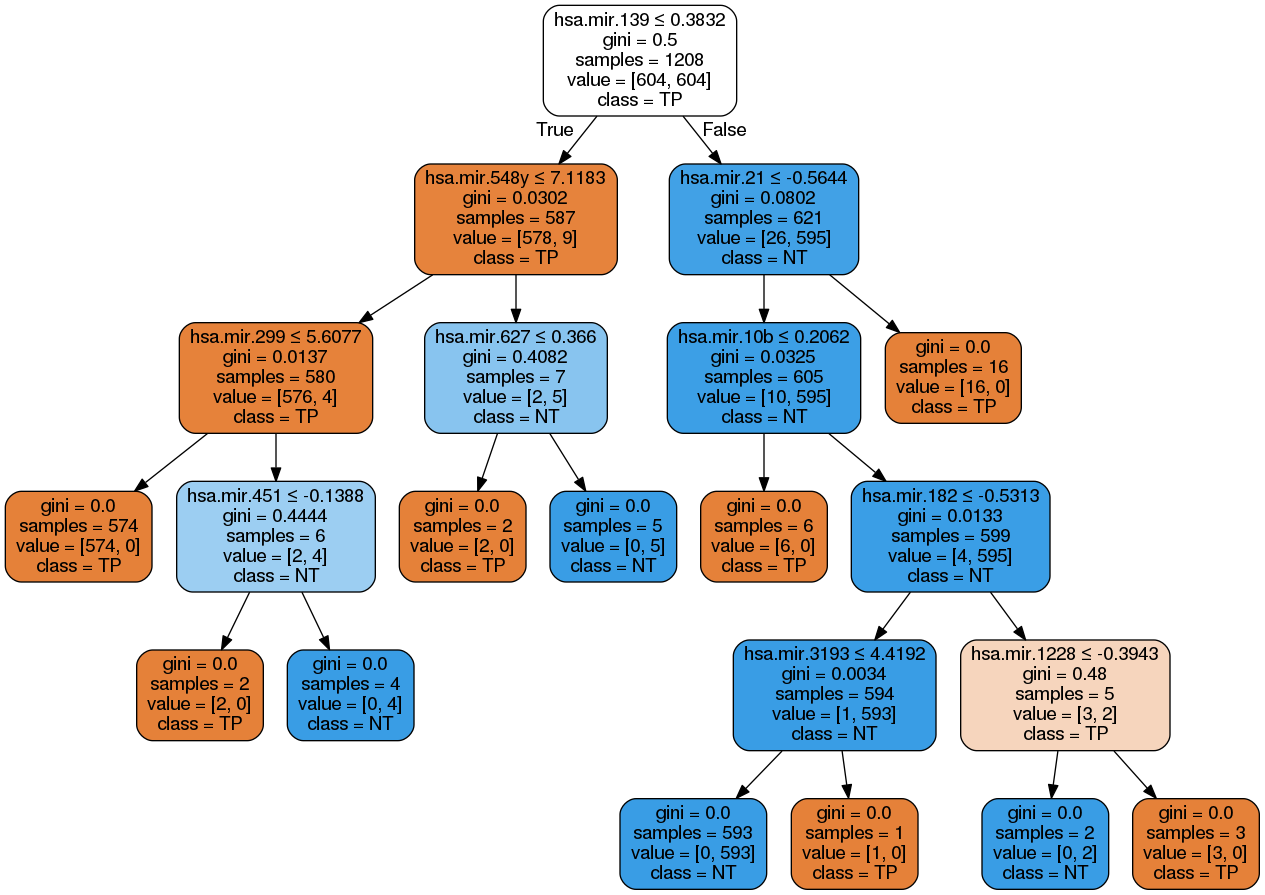 hsa.mir.139 ≤ 0.3832
gini = 0.5
samples = 1208
value = [604, 604]
class = TP
True
False
hsa.mir.548y ≤ 7.1183
gini = 0.0302
samples = 587
value = [578, 9]
class = TP
hsa.mir.21 ≤ -0.5644
gini = 0.0802
samples = 621
value = [26, 595]
class = NT
hsa.mir.299 ≤ 5.6077
gini = 0.0137
samples = 580
value = [576, 4]
class = TP
hsa.mir.627 ≤ 0.366
gini = 0.4082
samples = 7
value = [2, 5]
class = NT
hsa.mir.10b ≤ 0.2062
gini = 0.0325
samples = 605
value = [10, 595]
class = NT
gini = 0.0
samples = 16
value = [16, 0]
class = TP
gini = 0.0
samples = 574
value = [574, 0]
class = TP
hsa.mir.451 ≤ -0.1388
gini = 0.4444
samples = 6
value = [2, 4]
class = NT
gini = 0.0
samples = 2
value = [2, 0]
class = TP
gini = 0.0
samples = 5
value = [0, 5]
class = NT
gini = 0.0
samples = 6
value = [6, 0]
class = TP
hsa.mir.182 ≤ -0.5313
gini = 0.0133
samples = 599
value = [4, 595]
class = NT
gini = 0.0
samples = 2
value = [2, 0]
class = TP
gini = 0.0
samples = 4
value = [0, 4]
class = NT
hsa.mir.3193 ≤ 4.4192
gini = 0.0034
samples = 594
value = [1, 593]
class = NT
hsa.mir.1228 ≤ -0.3943
gini = 0.48
samples = 5
value = [3, 2]
class = TP
gini = 0.0
samples = 593
value = [0, 593]
class = NT
gini = 0.0
samples = 1
value = [1, 0]
class = TP
gini = 0.0
samples = 2
value = [0, 2]
class = NT
gini = 0.0
samples = 3
value = [3, 0]
class = TP